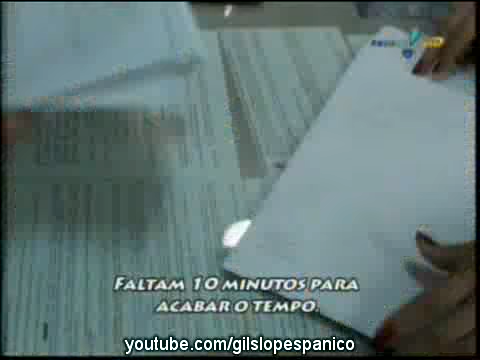 FALTAM 10 MINUTOS PARA
ACABAR O TEMPO.
youtube.com/gilslopespanico